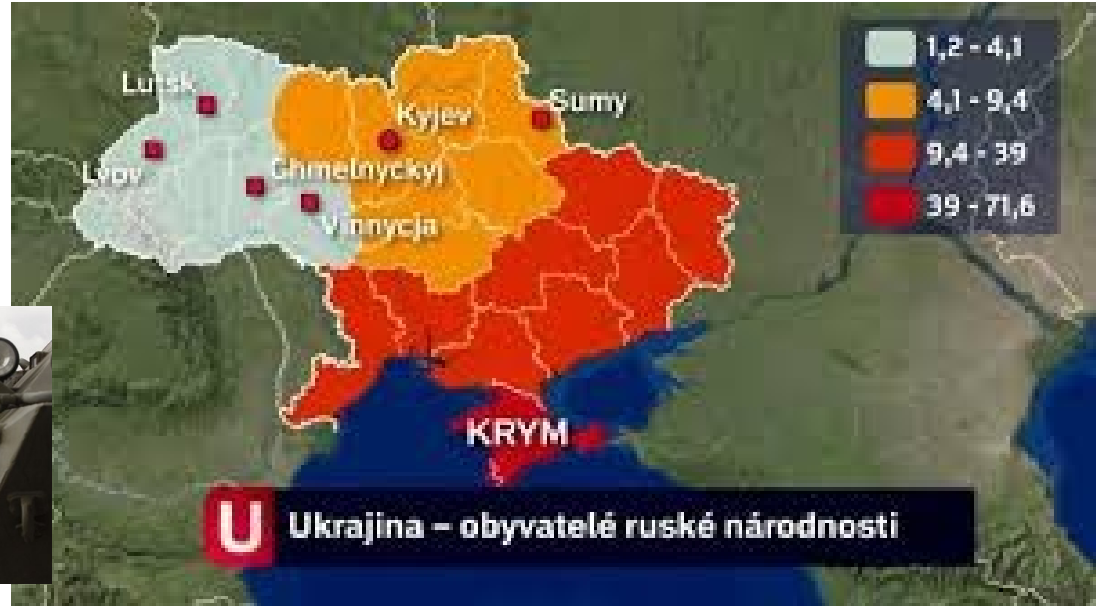 1,2 - 4,1
4,1 - 9,4
9,4 - 39
39 - 71,6
Lutsk
Sumy
Kyjev
Lvov
Chmelnyckyj
Vinnycja
KRYM
U Ukrajina – obyvatelé ruské národnosti